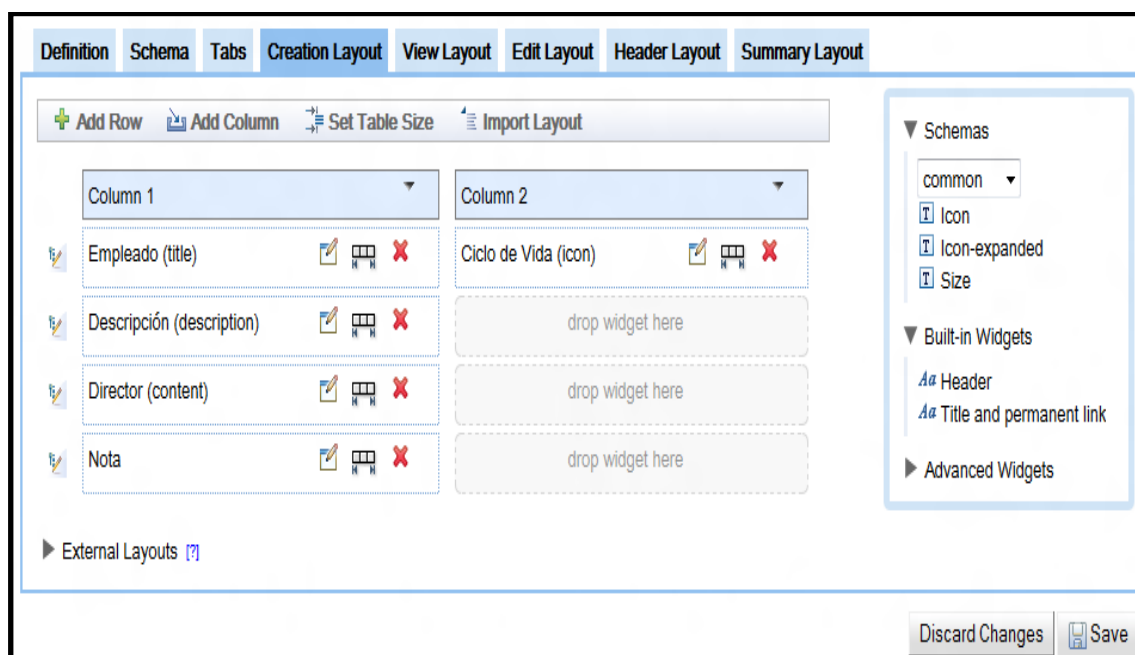 Definition Schema Tabs Creation Layout View Layout Edit Layout Header Layout Summary Layout
Add Row Add Column Set Table Size Import Layout
Column 1 Column 2
Empleado (title) Ciclo de Vida (icon)
Descripción (description) drop widget here
Director (content) drop widget here
Nota drop widget here
External Layouts [?]
Schemas
common
T Icon
T Icon-expanded
T Size
Built-in Widgets
Aa Header
Aa Title and permanent link
Advanced Widgets
Discard Changes Save